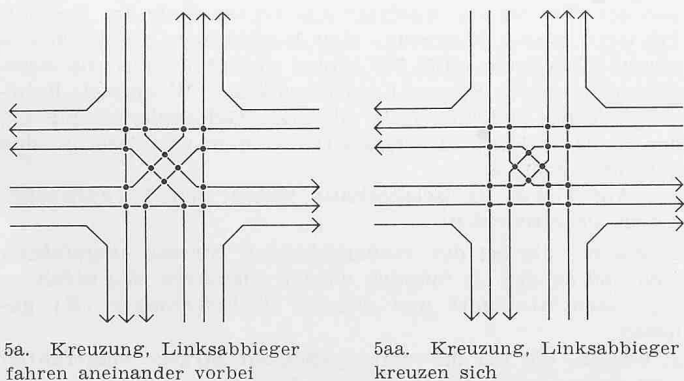 5a. Kreuzung, Linksabbieger
fahren aneinander vorbei
5aa. Kreuzung, Linksabbieger
kreuzen sich